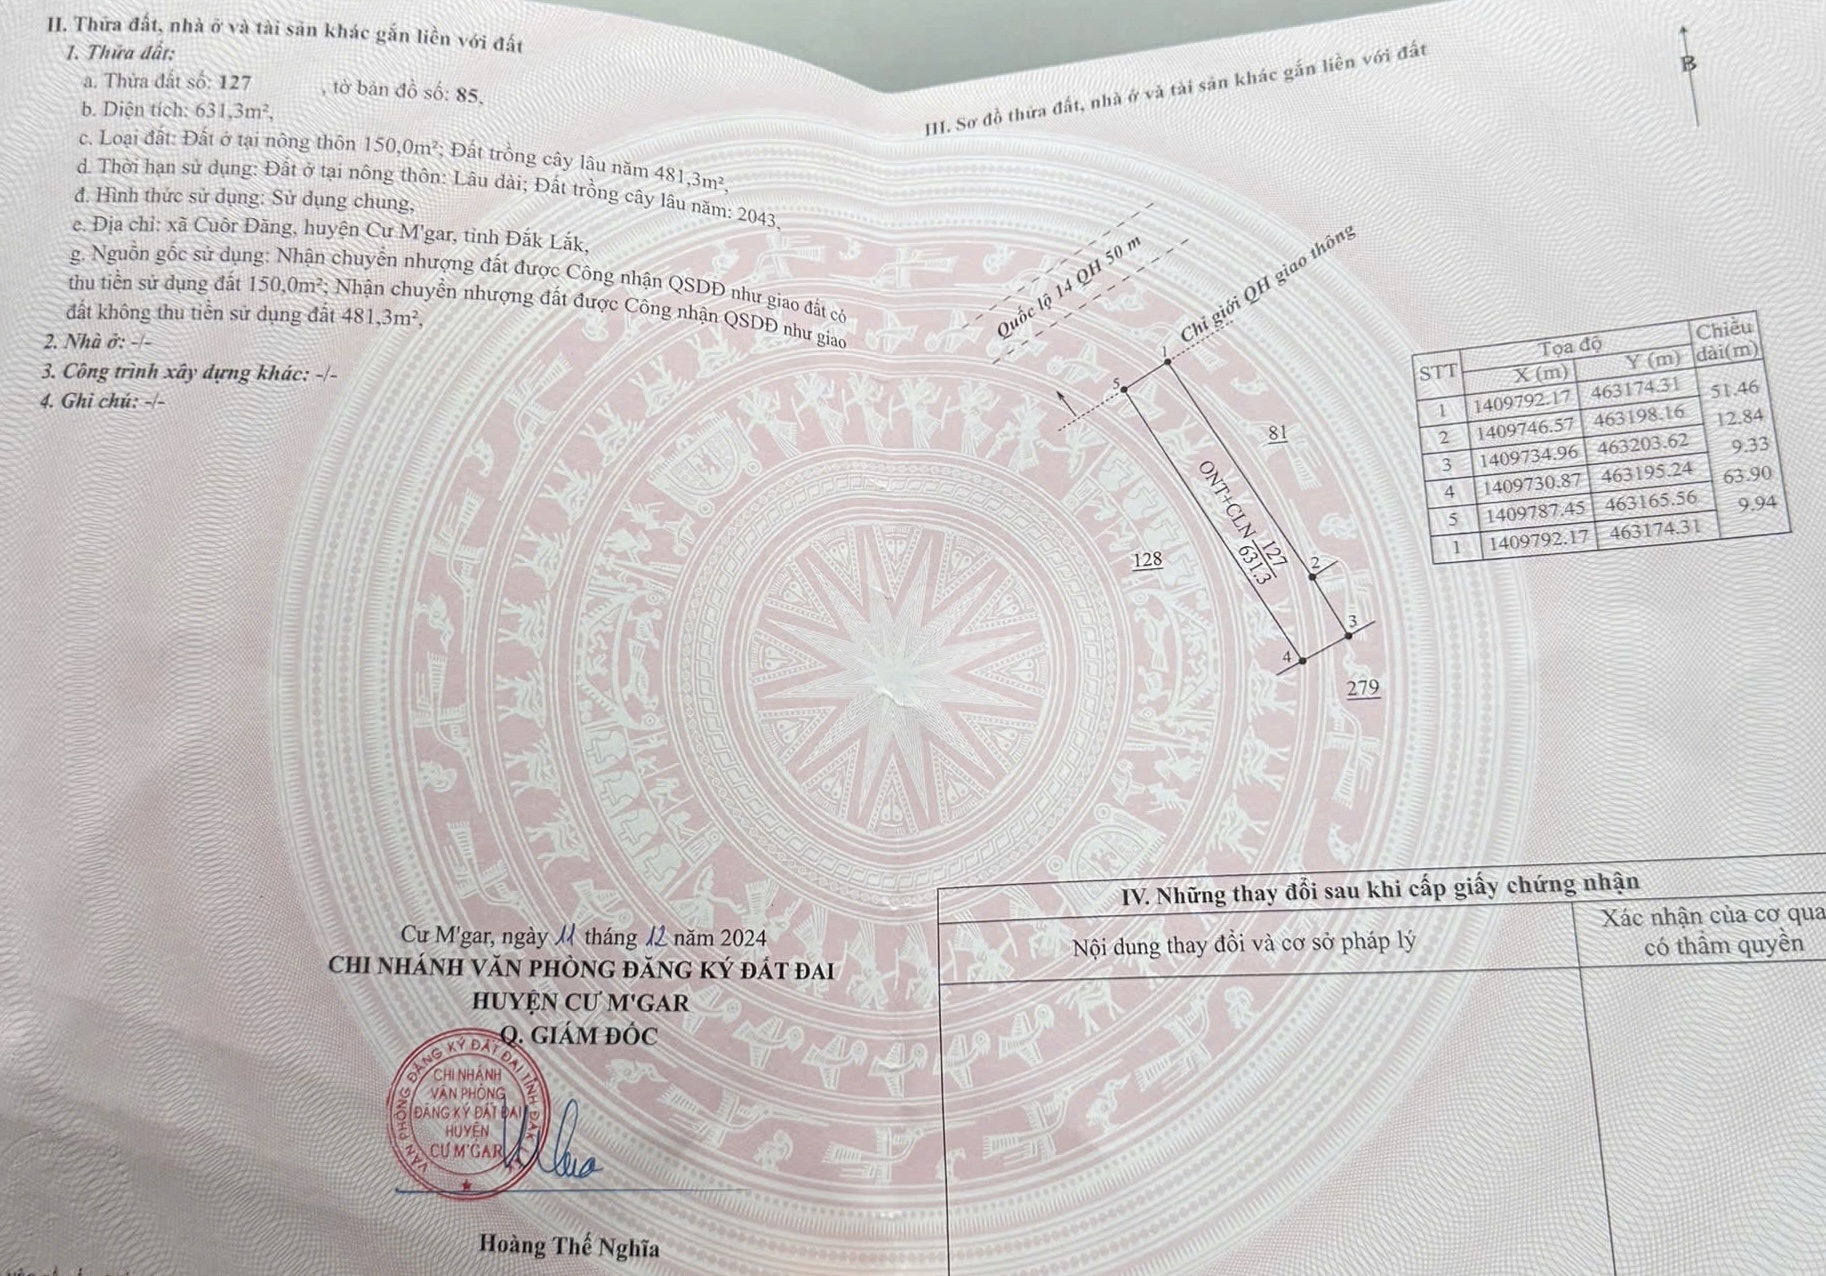 II. Thửa đất, nhà ở và tài sản khác gắn liền với đất
1. Thửa đất:
a. Thửa đất số: 127 , tờ bản đồ số: 85,
b. Diện tích: 631,3m²,
c. Loại đất: Đất ở tại nông thôn 150,0m²; Đất trồng cây lâu năm 481,3m²,
d. Thời hạn sử dụng: Đất ở tại nông thôn: Lâu dài; Đất trồng cây lâu năm: 2043,
đ. Hình thức sử dụng: Sử dụng chung,
e. Địa chỉ: xã Cuôr Đăng, huyện Cư M'gar, tỉnh Đắk Lắk,
g. Nguồn gốc sử dụng: Nhận chuyển nhượng đất được Công nhận QSDĐ như giao đất có
thu tiền sử dụng đất 150,0m²; Nhận chuyển nhượng đất được Công nhận QSDĐ như giao
đất không thu tiền sử dụng đất 481,3m²,
2. Nhà ở: -/-
3. Công trình xây dựng khác: -/-
4. Ghi chú: -/-
Cư M'gar, ngày 11 tháng 12 năm 2024
CHI NHÁNH VĂN PHÒNG ĐĂNG KÝ ĐẤT ĐAI
HUYỆN CƯ M'GAR
Q. GIÁM ĐỐC
VĂN PHÒNG ĐĂNG KÝ ĐẤT ĐAI TỈNH ĐẮK LẮK
CHI NHÁNH
VĂN PHÒNG
ĐĂNG KÝ ĐẤT ĐAI
HUYỆN
CƯ M'GAR
Hoàng Thế Nghĩa
III. Sơ đồ thửa đất, nhà ở và tài sản khác gắn liền với đất
B
Quốc lộ 14 QH 50 m
Chỉ giới QH giao thông
1
5
81
ONT+CLN 127
631.3
128
2
3
4
279
STT Tọa độ Chiều dài(m)
X (m) Y (m)
1 1409792.17 463174.31
51.46
2 1409746.57 463198.16
12.84
3 1409734.96 463203.62
9.33
4 1409730.87 463195.24
63.90
5 1409787.45 463165.56
9.94
1 1409792.17 463174.31
IV. Những thay đổi sau khi cấp giấy chứng nhận
Nội dung thay đổi và cơ sở pháp lý
Xác nhận của cơ qua
có thẩm quyền